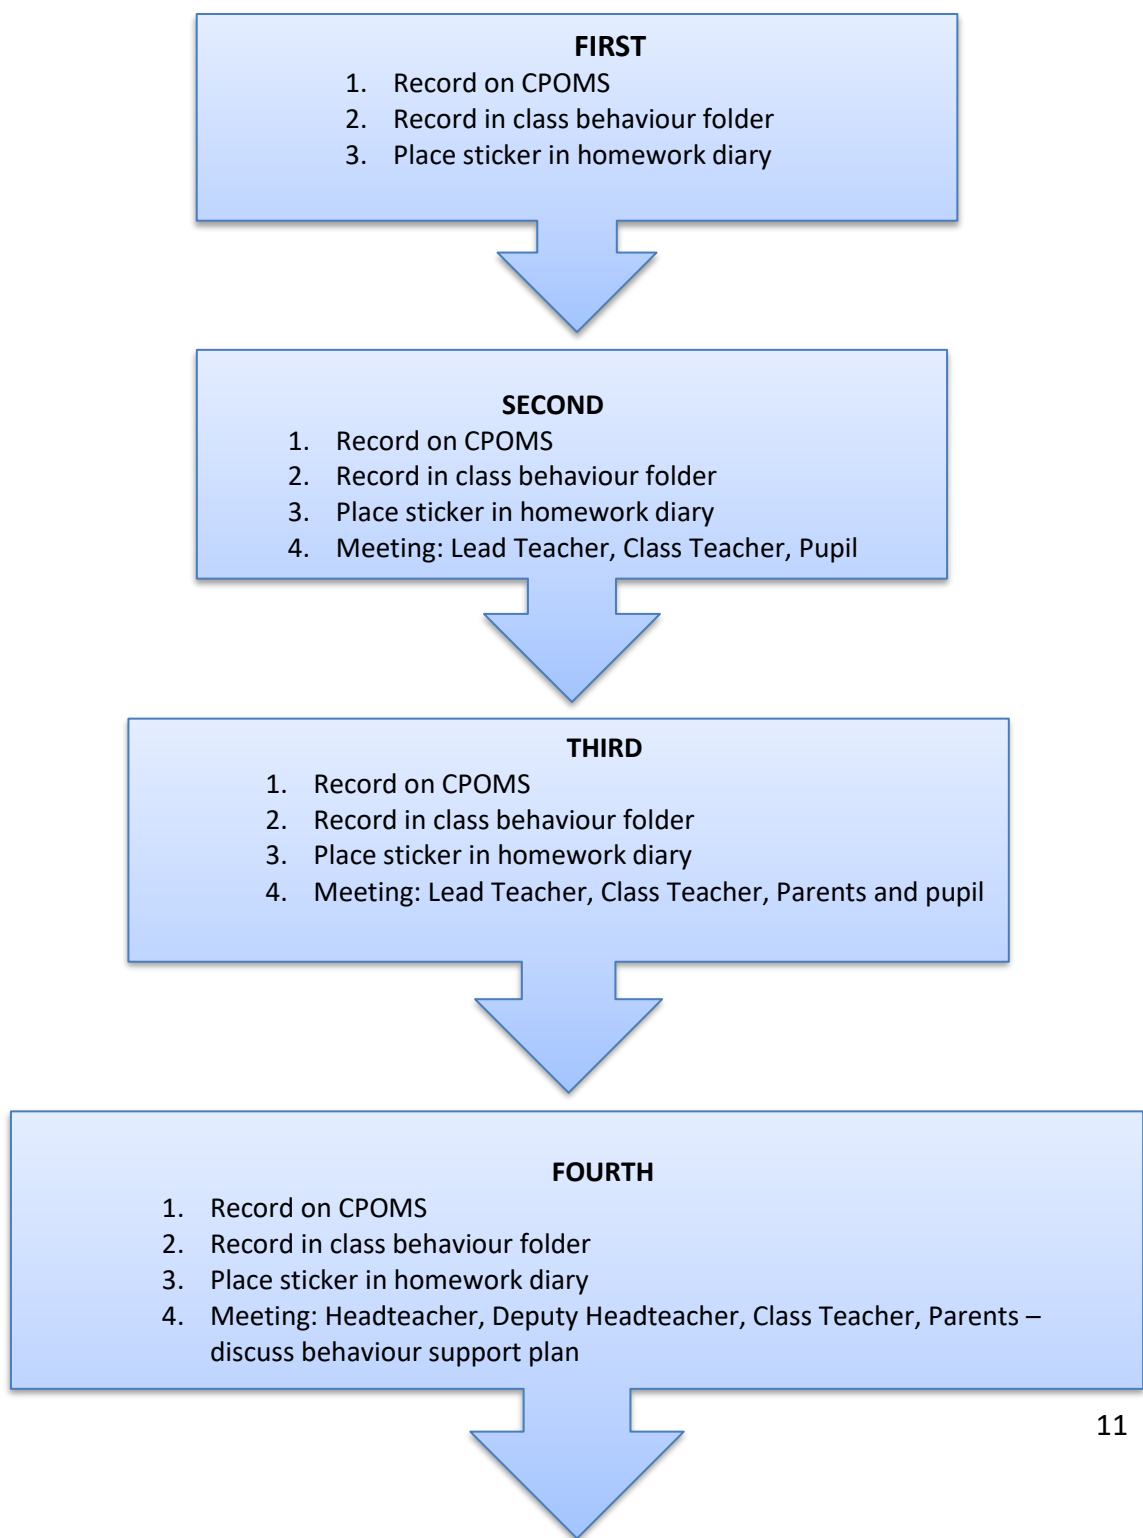 FIRST
1. Record on CPOMS
2. Record in class behaviour folder
3. Place sticker in homework diary
SECOND
1. Record on CPOMS
2. Record in class behaviour folder
3. Place sticker in homework diary
4. Meeting: Lead Teacher, Class Teacher, Pupil
THIRD
1. Record on CPOMS
2. Record in class behaviour folder
3. Place sticker in homework diary
4. Meeting: Lead Teacher, Class Teacher, Parents and pupil
FOURTH
1. Record on CPOMS
2. Record in class behaviour folder
3. Place sticker in homework diary
4. Meeting: Headteacher, Deputy Headteacher, Class Teacher, Parents –
discuss behaviour support plan
11